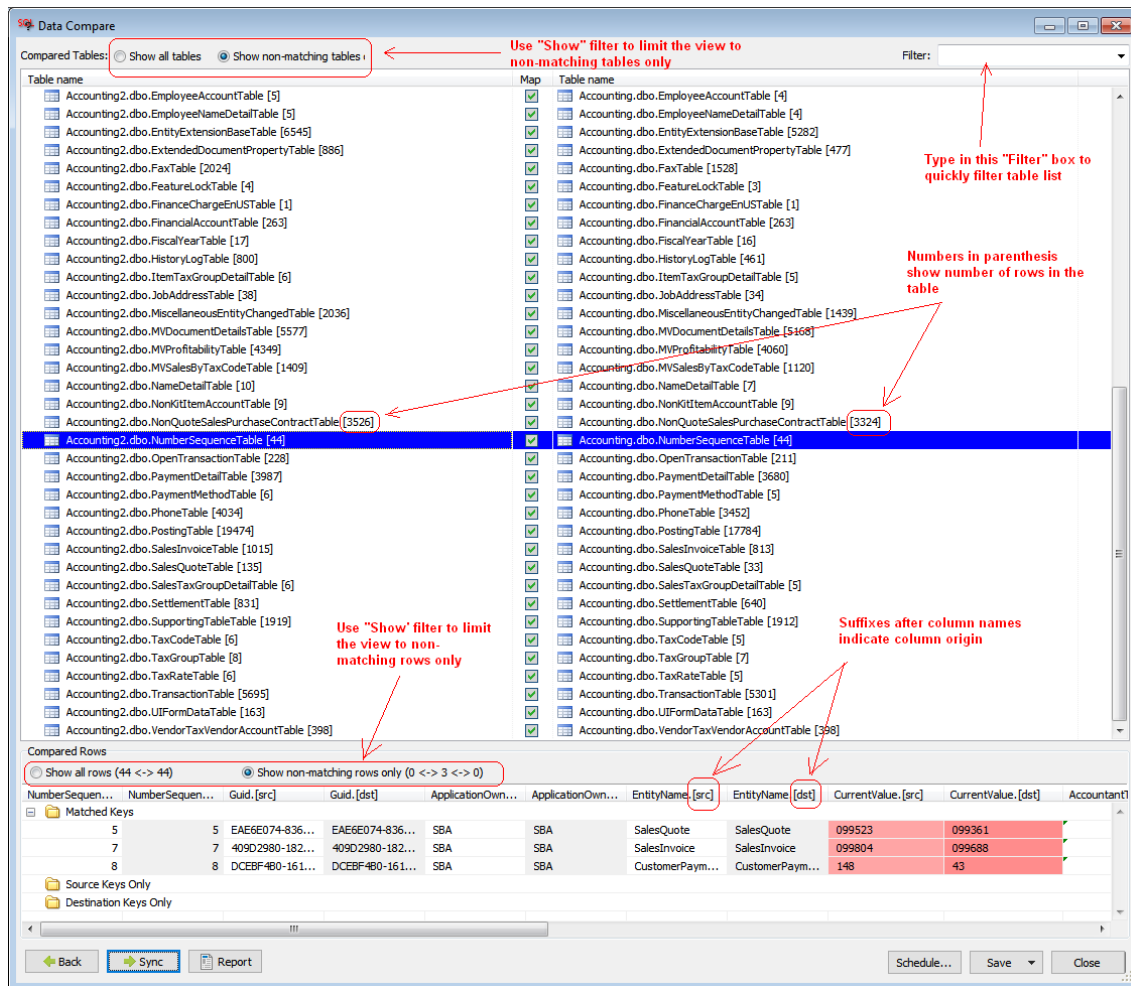 Data Compare
Compared Tables: Show all tables Show non-matching tables
Use "Show" filter to limit the view to
non-matching tables only
Filter:
Table name Map Table name
Accounting2.dbo.EmployeeAccountTable [5] Accounting.dbo.EmployeeAccountTable [4]
Accounting2.dbo.EmployeeNameDetailTable [5] Accounting.dbo.EmployeeNameDetailTable [4]
Accounting2.dbo.EntityExtensionBaseTable [6545] Accounting.dbo.EntityExtensionBaseTable [5282]
Accounting2.dbo.ExtendedDocumentPropertyTable [886] Accounting.dbo.ExtendedDocumentPropertyTable [477]
Accounting2.dbo.FaxTable [2024] Accounting.dbo.FaxTable [1528]
Type in this "Filter" box to
quickly filter table list
Accounting2.dbo.FeatureLockTable [4] Accounting.dbo.FeatureLockTable [3]
Accounting2.dbo.FinanceChargeEnUSTable [1] Accounting.dbo.FinanceChargeEnUSTable [1]
Accounting2.dbo.FinancialAccountTable [263] Accounting.dbo.FinancialAccountTable [263]
Accounting2.dbo.FiscalYearTable [17] Accounting.dbo.FiscalYearTable [16]
Accounting2.dbo.HistoryLogTable [800] Accounting.dbo.HistoryLogTable [461]
Numbers in parenthesis
show number of rows in the
table
Accounting2.dbo.ItemTaxGroupDetailTable [6] Accounting.dbo.ItemTaxGroupDetailTable [5]
Accounting2.dbo.JobAddressTable [38] Accounting.dbo.JobAddressTable [34]
Accounting2.dbo.MiscellaneousEntityChangedTable [2036] Accounting.dbo.MiscellaneousEntityChangedTable [1439]
Accounting2.dbo.MVDocumentDetailsTable [5577] Accounting.dbo.MVDocumentDetailsTable [5168]
Accounting2.dbo.MVProfitabilityTable [4349] Accounting.dbo.MVProfitabilityTable [4060]
Accounting2.dbo.MVSalesByTaxCodeTable [1409] Accounting.dbo.MVSalesByTaxCodeTable [1120]
Accounting2.dbo.NameDetailTable [10] Accounting.dbo.NameDetailTable [7]
Accounting2.dbo.NonKitItemAccountTable [9] Accounting.dbo.NonKitItemAccountTable [9]
Accounting2.dbo.NonQuoteSalesPurchaseContractTable [3526] Accounting.dbo.NonQuoteSalesPurchaseContractTable [3324]
Accounting2.dbo.NumberSequenceTable [44] Accounting.dbo.NumberSequenceTable [44]
Accounting2.dbo.OpenTransactionTable [228] Accounting.dbo.OpenTransactionTable [211]
Accounting2.dbo.PaymentDetailTable [3987] Accounting.dbo.PaymentDetailTable [3680]
Accounting2.dbo.PaymentMethodTable [6] Accounting.dbo.PaymentMethodTable [5]
Accounting2.dbo.PhoneTable [4034] Accounting.dbo.PhoneTable [3452]
Accounting2.dbo.PostingTable [19474] Accounting.dbo.PostingTable [17784]
Accounting2.dbo.SalesInvoiceTable [1015] Accounting.dbo.SalesInvoiceTable [813]
Accounting2.dbo.SalesQuoteTable [135] Accounting.dbo.SalesQuoteTable [33]
Accounting2.dbo.SalesTaxGroupDetailTable [6] Accounting.dbo.SalesTaxGroupDetailTable [5]
Accounting2.dbo.SettlementTable [831] Accounting.dbo.SettlementTable [640]
Accounting2.dbo.SupportingTableTable [1919] Accounting.dbo.SupportingTableTable [1912]
Use "Show' filter to limit
the view to non-
matching rows only
Suffixes after column names
indicate column origin
Accounting2.dbo.TaxCodeTable [6] Accounting.dbo.TaxCodeTable [5]
Accounting2.dbo.TaxGroupTable [8] Accounting.dbo.TaxGroupTable [7]
Accounting2.dbo.TaxRateTable [6] Accounting.dbo.TaxRateTable [5]
Accounting2.dbo.TransactionTable [5695] Accounting.dbo.TransactionTable [5301]
Accounting2.dbo.UIFormDataTable [163] Accounting.dbo.UIFormDataTable [163]
Accounting2.dbo.VendorTaxVendorAccountTable [398] Accounting.dbo.VendorTaxVendorAccountTable [398]
Compared Rows
Show all rows (44 <-> 44) Show non-matching rows only (0 <-> 3 <-> 0)
NumberSequen... NumberSequen... Guid.[src] Guid.[dst] ApplicationOwn... ApplicationOwn... EntityName.[src] EntityName.[dst] CurrentValue.[src] CurrentValue.[dst] Accountant
Matched Keys
5 5 EAE6E074-836... EAE6E074-836... SBA SBA SalesQuote SalesQuote 099523 099361
7 7 409D2980-182... 409D2980-182... SBA SBA SalesInvoice SalesInvoice 099804 099688
8 8 DCEBF4B0-161... DCEBF4B0-161... SBA SBA CustomerPaym... CustomerPaym... 148 43
Source Keys Only
Destination Keys Only
Back Sync Report Schedule... Save Close